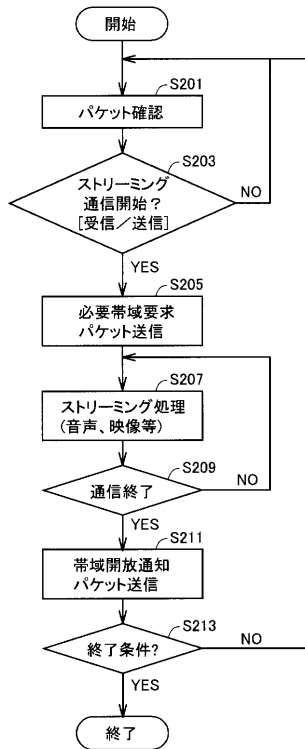 開始
S201
パケット確認
S203
ストリーミング
通信開始?
[受信/送信]
NO
YES
S205
必要帯域要求
パケット送信
S207
ストリーミング処理
(音声、映像等)
S209
通信終了
NO
YES
S211
帯域開放通知
パケット送信
S213
終了条件?
NO
YES
終了